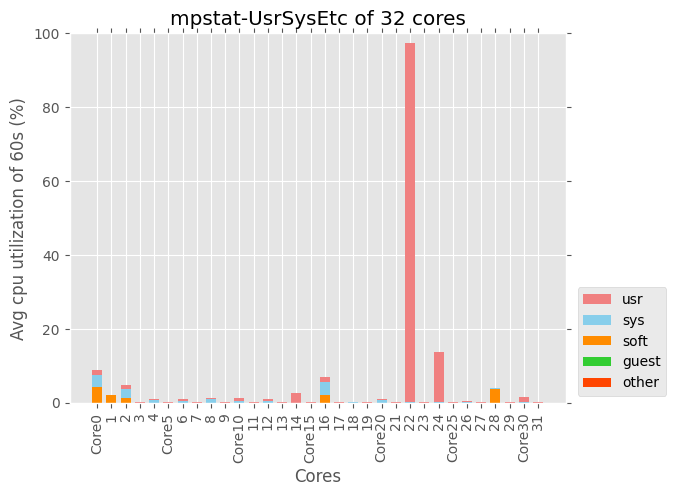 mpstat-UsrSysEtc of 32 cores
Avg cpu utilization of 60s (%)
100
80
60
40
20
0
Core0
1
2
3
4
Core5
6
7
8
9
Core10
11
12
13
14
Core15
16
17
18
19
Core20
21
22
23
24
Core25
26
27
28
29
Core30
31
Cores
usr
sys
soft
guest
other